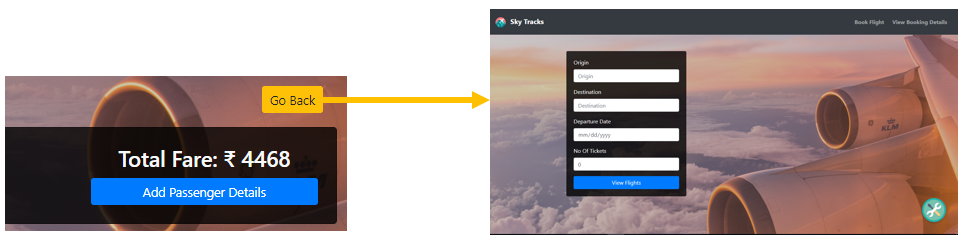 Go Back
Total Fare: ₹ 4468
Add Passenger Details
Sky Tracks
Book Flight View Booking Details
Origin
Origin
Destination
Destination
Departure Date
mm/dd/yyyy
No Of Tickets
0
View Flights
KLM